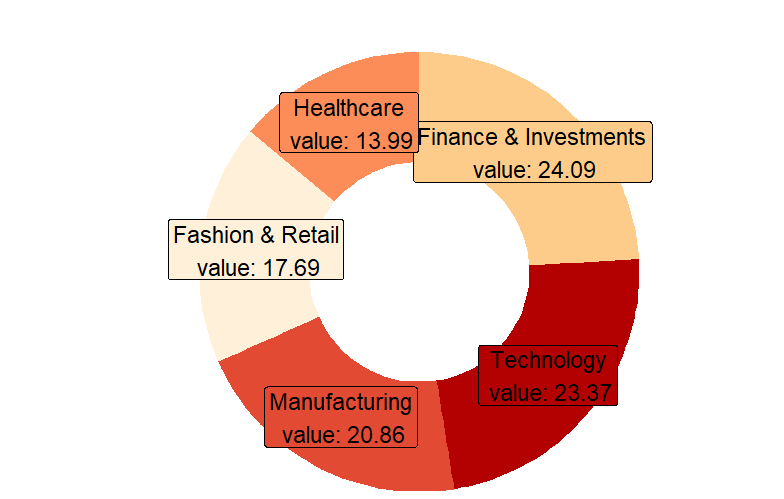 Healthcare
value: 13.99
Finance & Investments
value: 24.09
Fashion & Retail
value: 17.69
Technology
value: 23.37
Manufacturing
value: 20.86